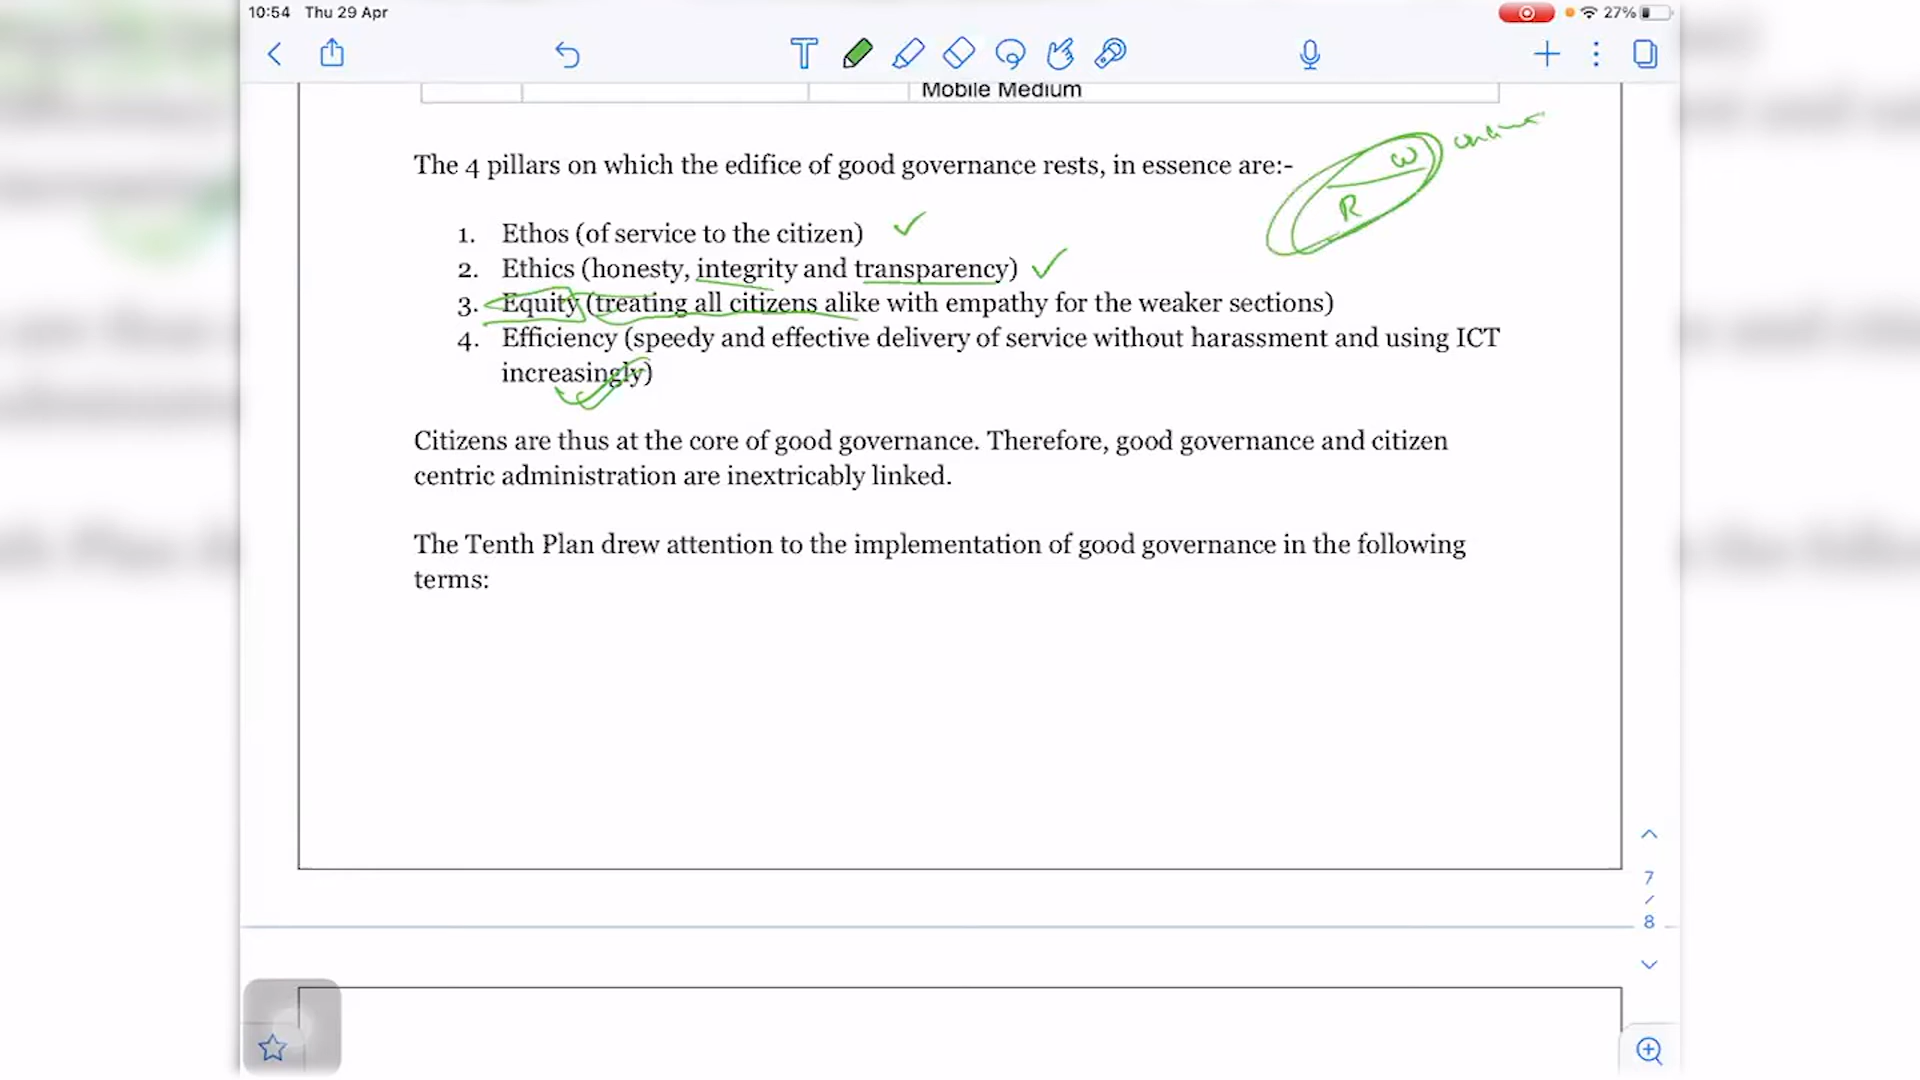 10:54 Thu 29 Apr
27%
Mobile Medium
The 4 pillars on which the edifice of good governance rests, in essence are:-
W
R
1. Ethos (of service to the citizen)
2. Ethics (honesty, integrity and transparency)
3. Equity (treating all citizens alike with empathy for the weaker sections)
4. Efficiency (speedy and effective delivery of service without harassment and using ICT
increasingly)
Citizens are thus at the core of good governance. Therefore, good governance and citizen
centric administration are inextricably linked.
The Tenth Plan drew attention to the implementation of good governance in the following
terms:
7
/
8